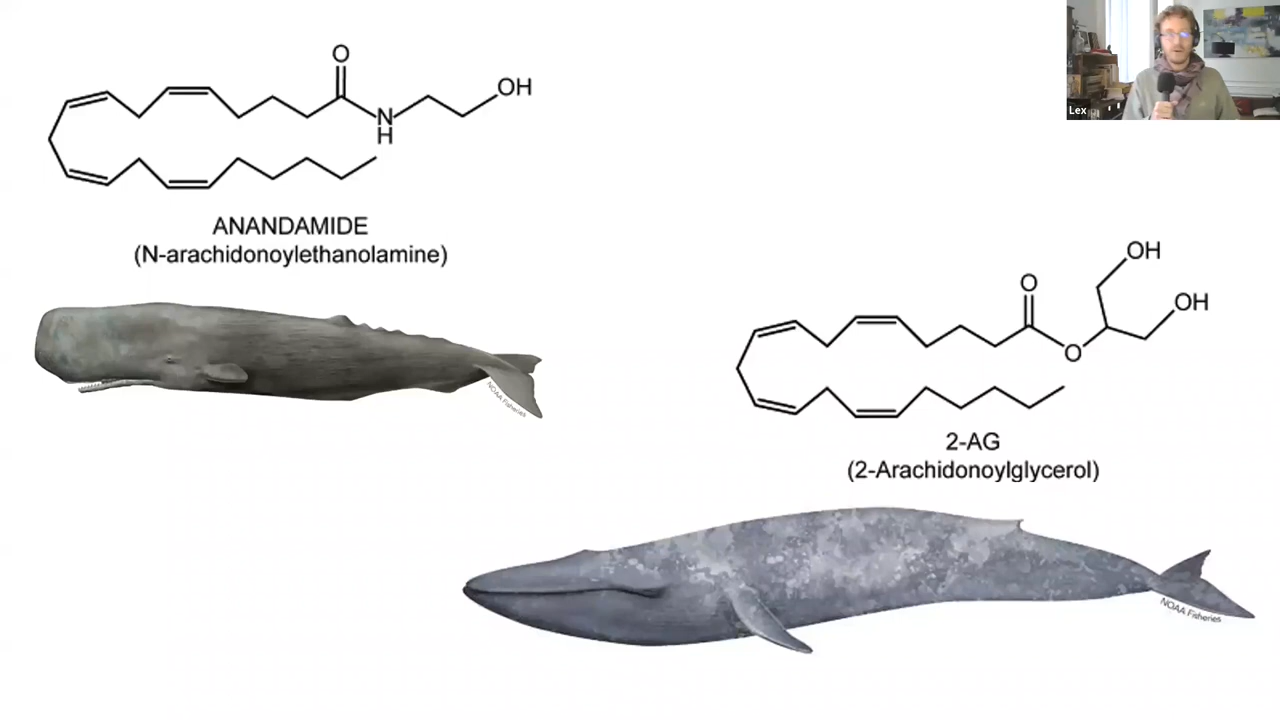 Lex
O
N
H
OH
ANANDAMIDE
(N-arachidonoylethanolamine)
NOAA Fisheries
OH
O
OH
O
2-AG
(2-Arachidonoylglycerol)
NOAA Fisheries